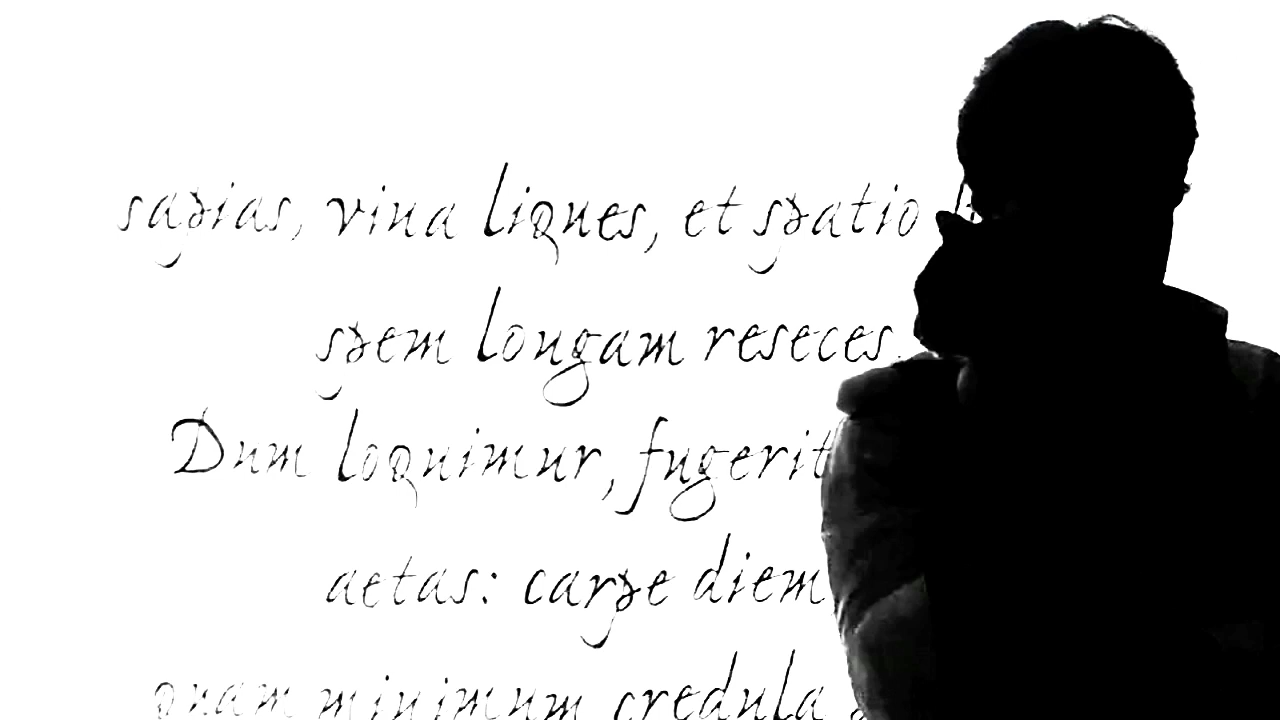 sapias, vina liques, et spatio
spem longam reseces.
Dum loquimur, fugerit
aetas: carpe diem
quam minimum credula